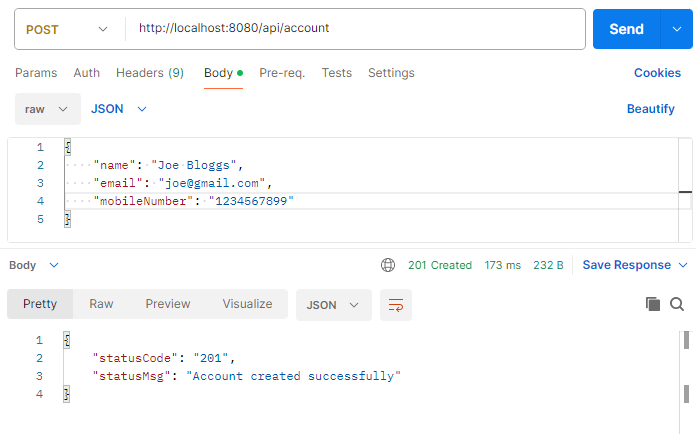 POST http://localhost:8080/api/account Send
Params Auth Headers (9) Body Pre-req. Tests Settings Cookies
raw JSON Beautify
1 {
2 "name": "Joe Bloggs",
3 "email": "joe@gmail.com",
4 "mobileNumber": "1234567899"
5 }
Body 201 Created 173 ms 232 B Save Response
Pretty Raw Preview Visualize JSON
1 {
2 "statusCode": "201",
3 "statusMsg": "Account created successfully"
4 }